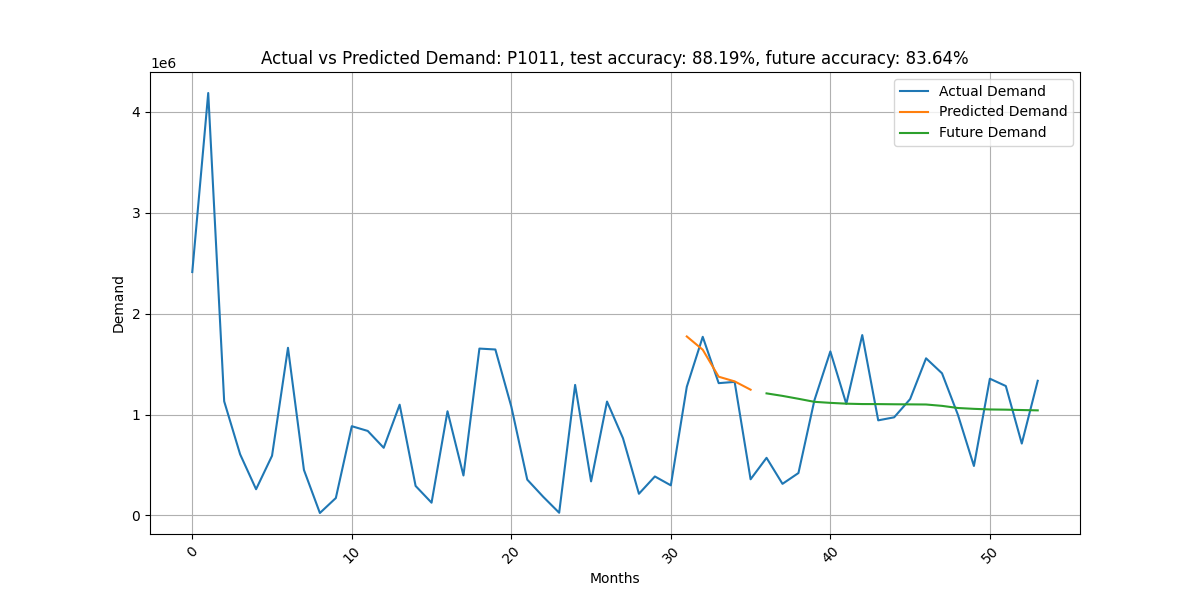 Actual vs Predicted Demand: P1011, test accuracy: 88.19%, future accuracy: 83.64%
1e6
Actual Demand
Predicted Demand
Future Demand
4
3
2
1
0
Demand
0
10
20
30
40
50
Months